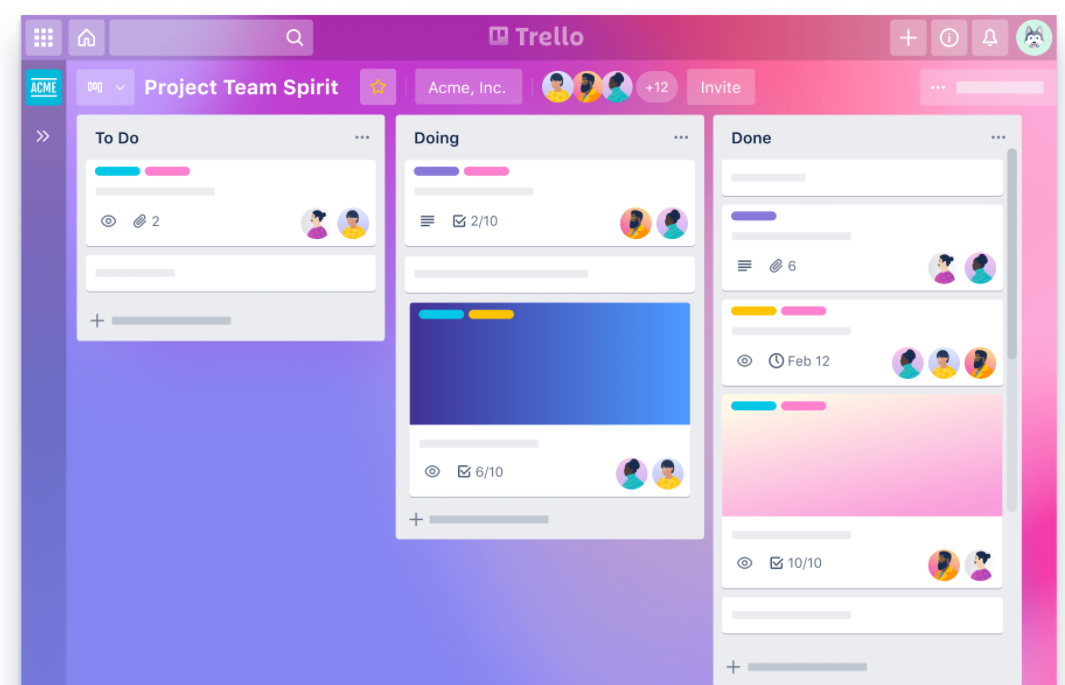 Trello
ACME
Project Team Spirit
Acme, Inc.
+12
Invite
To Do
2
Doing
2/10
6/10
Done
6
Feb 12
10/10